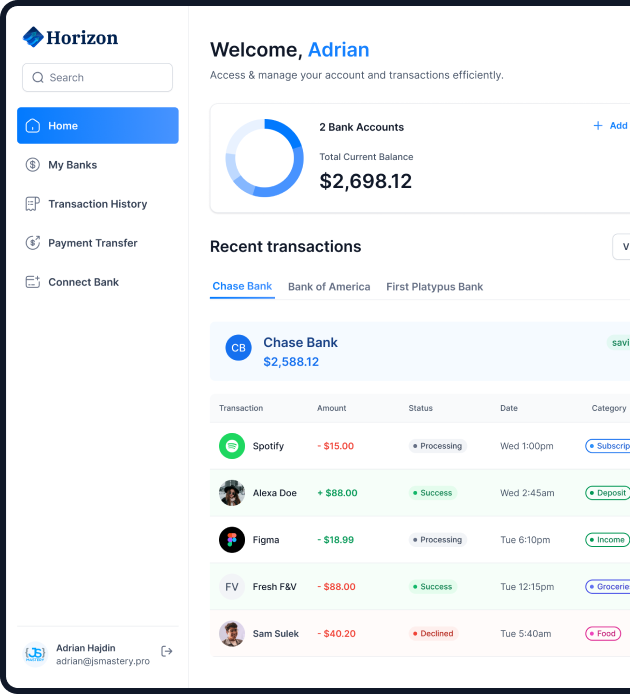 Horizon
Search
Home
My Banks
Transaction History
Payment Transfer
Connect Bank
Adrian Hajdin
adrian@jsmastery.pro
JS
MASTERY
Welcome, Adrian
Access & manage your account and transactions efficiently.
2 Bank Accounts
+ Add
Total Current Balance
$2,698.12
Recent transactions
V
Chase Bank Bank of America First Platypus Bank
CB
Chase Bank
savi
$2,588.12
Transaction Amount Status Date Category
Spotify - $15.00 Processing Wed 1:00pm Subscrip
Alexa Doe + $88.00 Success Wed 2:45am Deposit
Figma - $18.99 Processing Tue 6:10pm Income
FV Fresh F&V - $88.00 Success Tue 12:15pm Groceries
Sam Sulek - $40.20 Declined Tue 5:40am Food